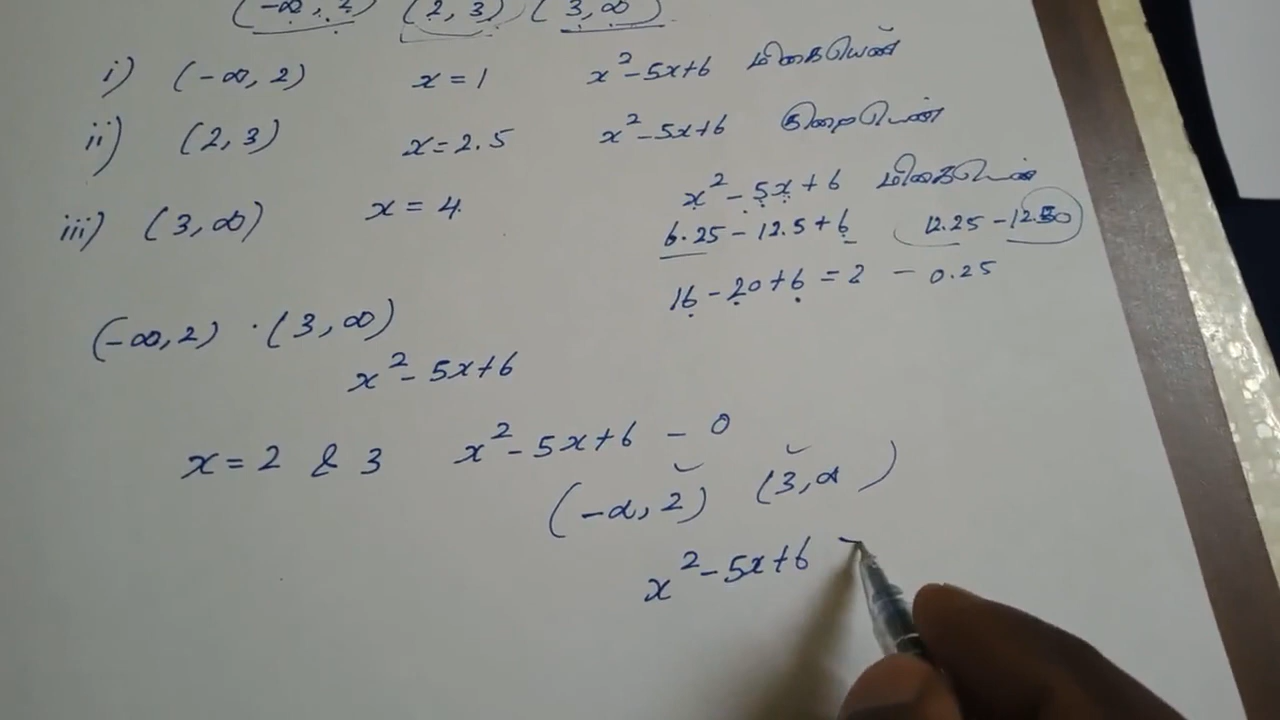 (-∞, 2) (2, 3) (3, ∞)
i) (-∞, 2) x = 1 x² - 5x + 6 மிகையெண்
ii) (2, 3) x = 2.5 x² - 5x + 6 குறையெண்
iii) (3, ∞) x = 4 x² - 5x + 6 மிகையெண்
6.25 - 12.5 + 6 12.25 - 12.50
16 - 20 + 6 = 2 - 0.25
(-∞, 2) · (3, ∞)
x² - 5x + 6
x = 2 & 3 x² - 5x + 6 - 0
(-α, 2) (3, α)
x² - 5x + 6